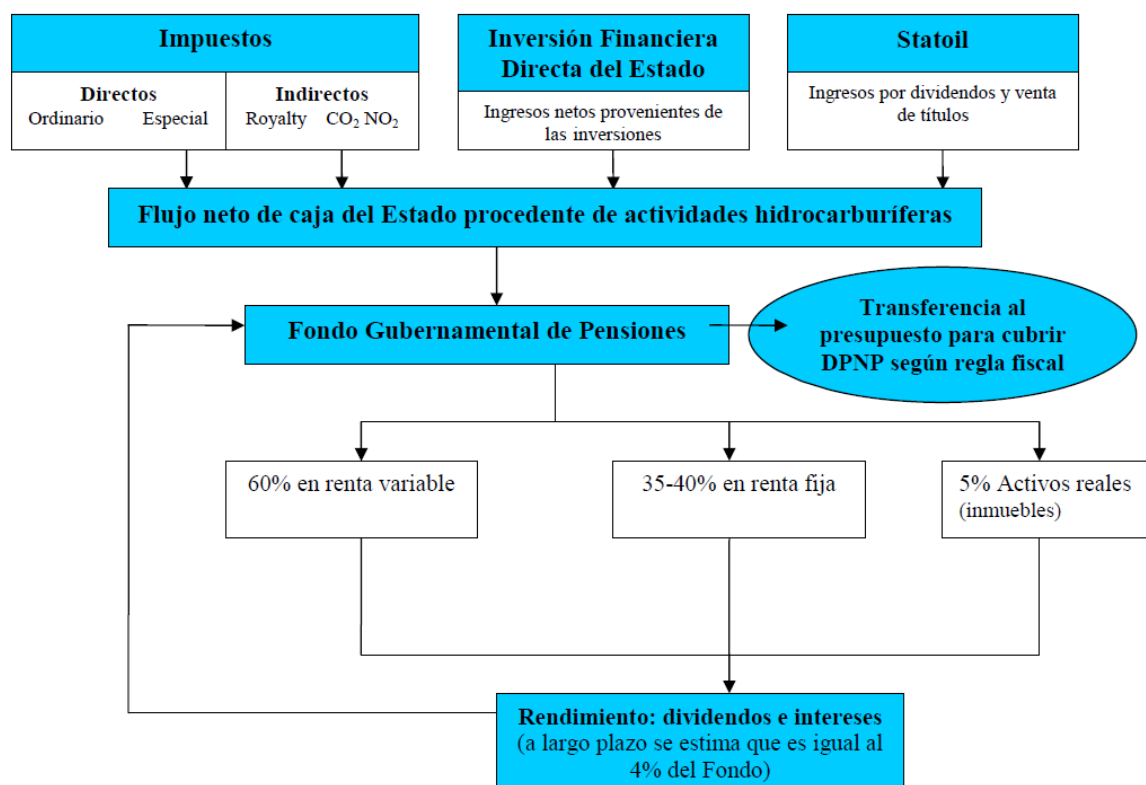 Impuestos
Directos
Ordinario Especial
Indirectos
Royalty CO₂ NO₂
Inversión Financiera
Directa del Estado
Ingresos netos provenientes de
las inversiones
Statoil
Ingresos por dividendos y venta
de títulos
Flujo neto de caja del Estado procedente de actividades hidrocarburíferas
Fondo Gubernamental de Pensiones
Transferencia al
presupuesto para cubrir
DPNP según regla fiscal
60% en renta variable
35-40% en renta fija
5% Activos reales
(inmuebles)
Rendimiento: dividendos e intereses
(a largo plazo se estima que es igual al
4% del Fondo)